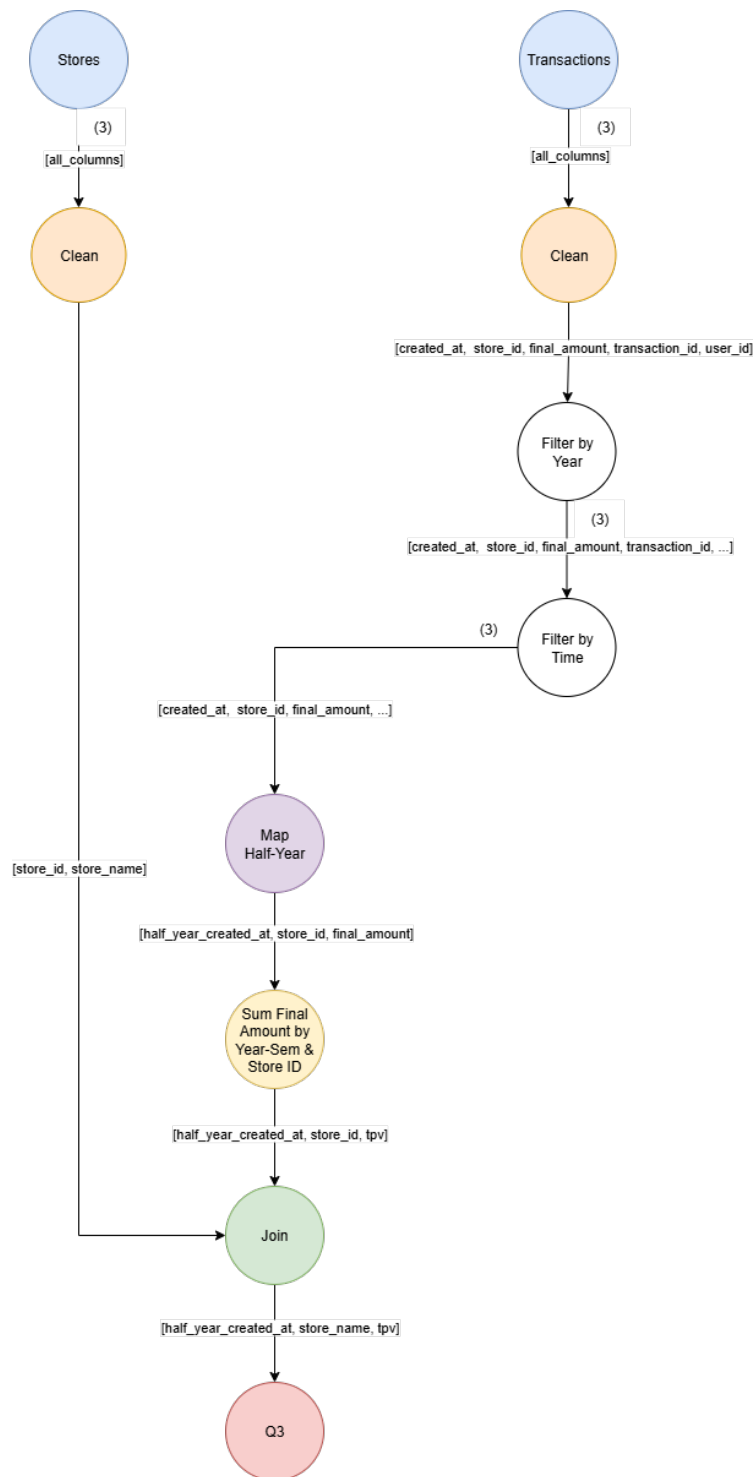 Stores
Transactions
(3)
(3)
[all_columns]
[all_columns]
Clean
Clean
[created_at, store_id, final_amount, transaction_id, user_id]
Filter by
Year
(3)
[created_at, store_id, final_amount, transaction_id, ...]
(3)
Filter by
Time
[created_at, store_id, final_amount, ...]
Map
Half-Year
[store_id, store_name]
[half_year_created_at, store_id, final_amount]
Sum Final
Amount by
Year-Sem &
Store ID
[half_year_created_at, store_id, tpv]
Join
[half_year_created_at, store_name, tpv]
Q3